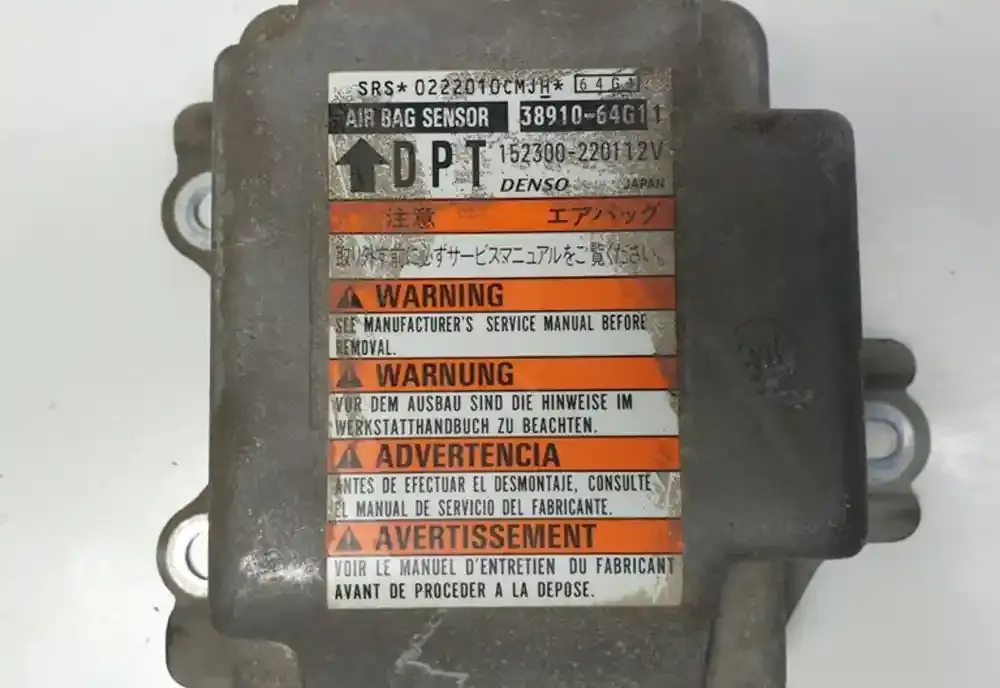 SRS*0222010CMJH* 64G1
AIR BAG SENSOR 38910-64G11
DPT 152300-2201 12V
DENSO JAPAN
注意 エアバッグ
取り外す前に必ずサービスマニュアルをご覧ください。
WARNING
SEE MANUFACTURER'S SERVICE MANUAL BEFORE
REMOVAL.
WARNUNG
VOR DEM AUSBAU SIND DIE HINWEISE IM
WERKSTATTHANDBUCH ZU BEACHTEN.
ADVERTENCIA
ANTES DE EFECTUAR EL DESMONTAJE, CONSULTE
EL MANUAL DE SERVICIO DEL FABRICANTE.
AVERTISSEMENT
VOIR LE MANUEL D'ENTRETIEN DU FABRICANT
AVANT DE PROCEDER A LA DEPOSE.